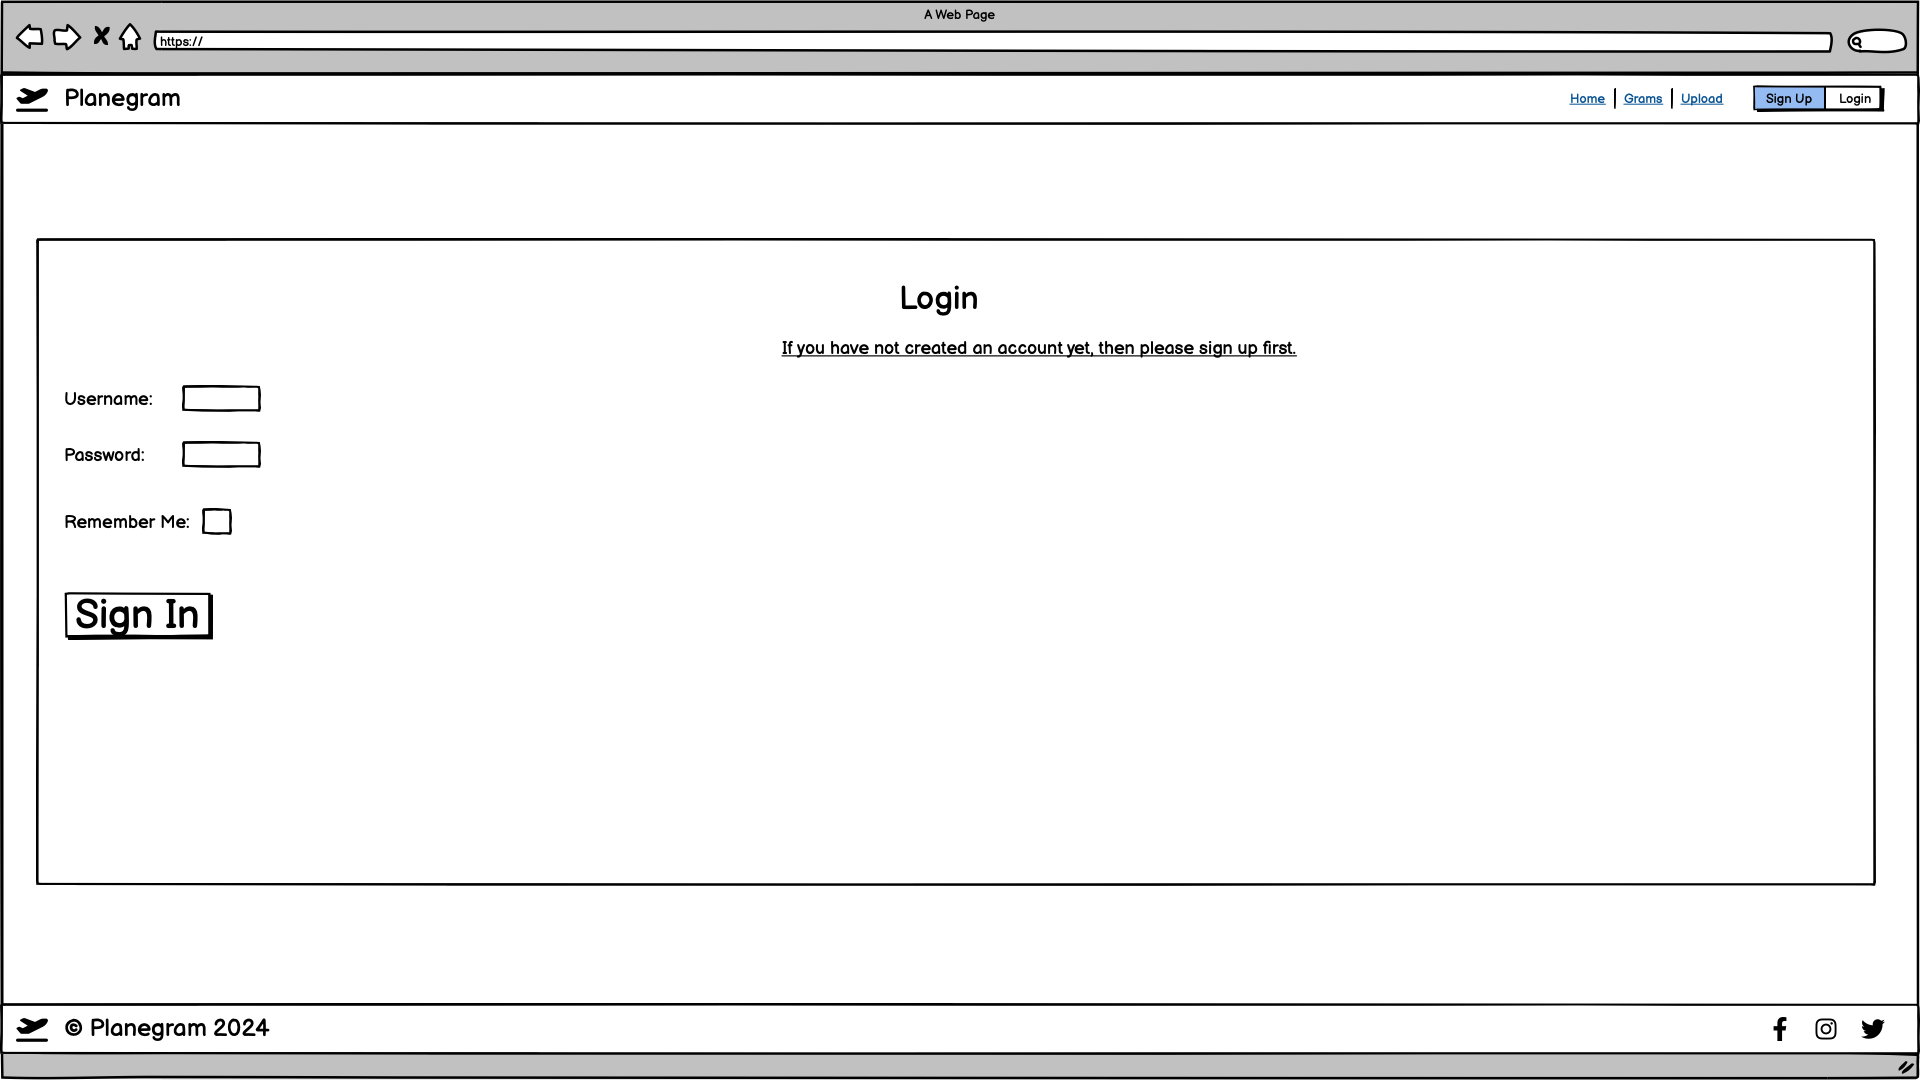 A Web Page
https://
Planegram
Home
Grams
Upload
Sign Up
Login
Login
If you have not created an account yet, then please sign up first.
Username:
Password:
Remember Me:
Sign In
© Planegram 2024